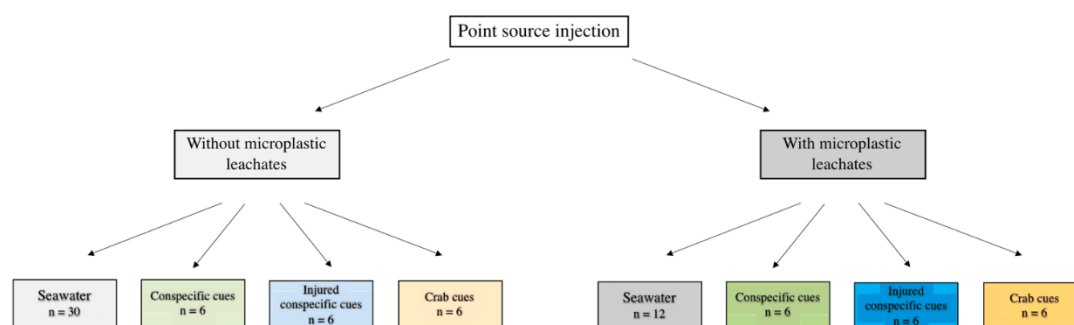 Point source injection
Without microplastic
leachates
With microplastic
leachates
Seawater
n = 30
Conspecific cues
n = 6
Injured
conspecific cues
n = 6
Crab cues
n = 6
Seawater
n = 12
Conspecific cues
n = 6
Injured
conspecific cues
n = 6
Crab cues
n = 6